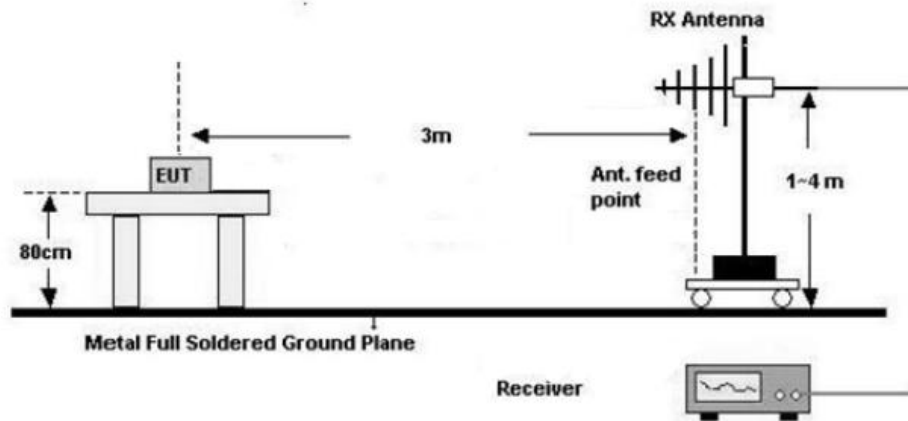 RX Antenna
3m
EUT
Ant. feed
point
1~4 m
80cm
Metal Full Soldered Ground Plane
Receiver